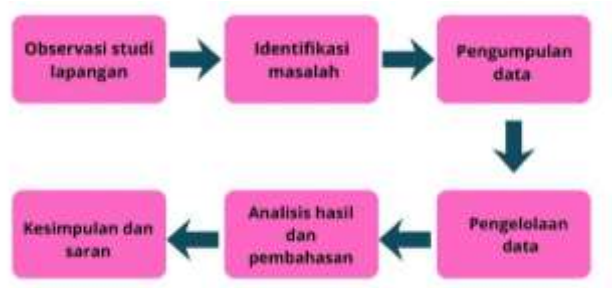 Observasi studi
lapangan
Identifikasi
masalah
Pengumpulan
data
Pengelolaan
data
Analisis hasil
dan
pembahasan
Kesimpulan dan
saran